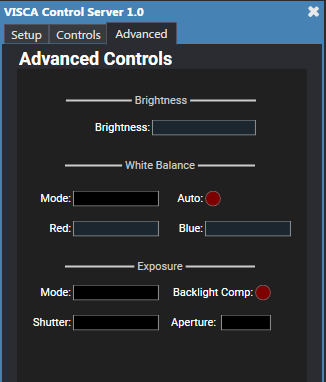 VISCA Control Server 1.0
Setup Controls Advanced
Advanced Controls
Brightness
Brightness:
White Balance
Mode: Auto:
Red: Blue:
Exposure
Mode: Backlight Comp:
Shutter: Aperture: